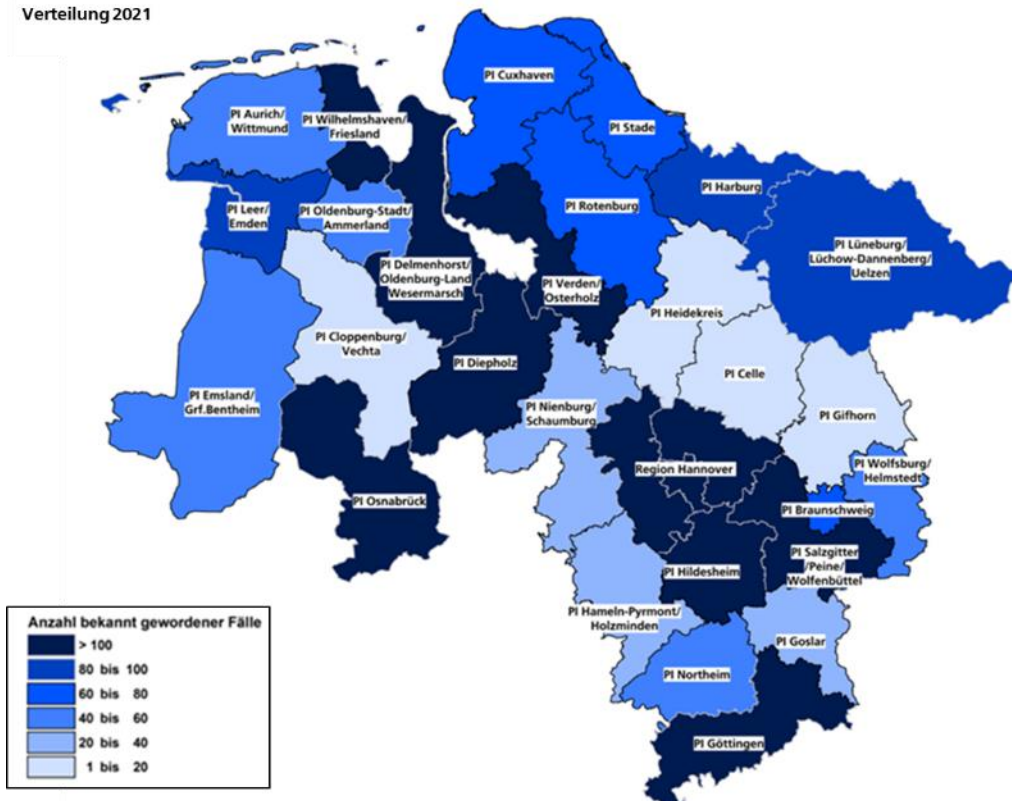 Verteilung 2021
PI Cuxhaven
PI Aurich/
Wittmund
PI Wilhelmshaven/
Friesland
PI Stade
PI Harburg
PI Leer/
Emden
PI Oldenburg-Stadt/
Ammerland
PI Rotenburg
PI Lüneburg/
Lüchow-Dannenberg/
Uelzen
PI Delmenhorst/
Oldenburg-Land
Wesermarsch
PI Verden/
Osterholz
PI Heidekreis
PI Cloppenburg/
Vechta
PI Diepholz
PI Celle
PI Emsland/
Grf.Bentheim
PI Nienburg/
Schaumburg
PI Gifhorn
Region Hannover
PI Wolfsburg/
Helmstedt
PI Osnabrück
PI Braunschweig
PI Salzgitter
/Peine/
Wolfenbüttel
PI Hildesheim
PI Hameln-Pyrmont/
Holzminden
PI Goslar
PI Northeim
PI Göttingen
Anzahl bekannt gewordener Fälle
> 100
80 bis 100
60 bis 80
40 bis 60
20 bis 40
1 bis 20